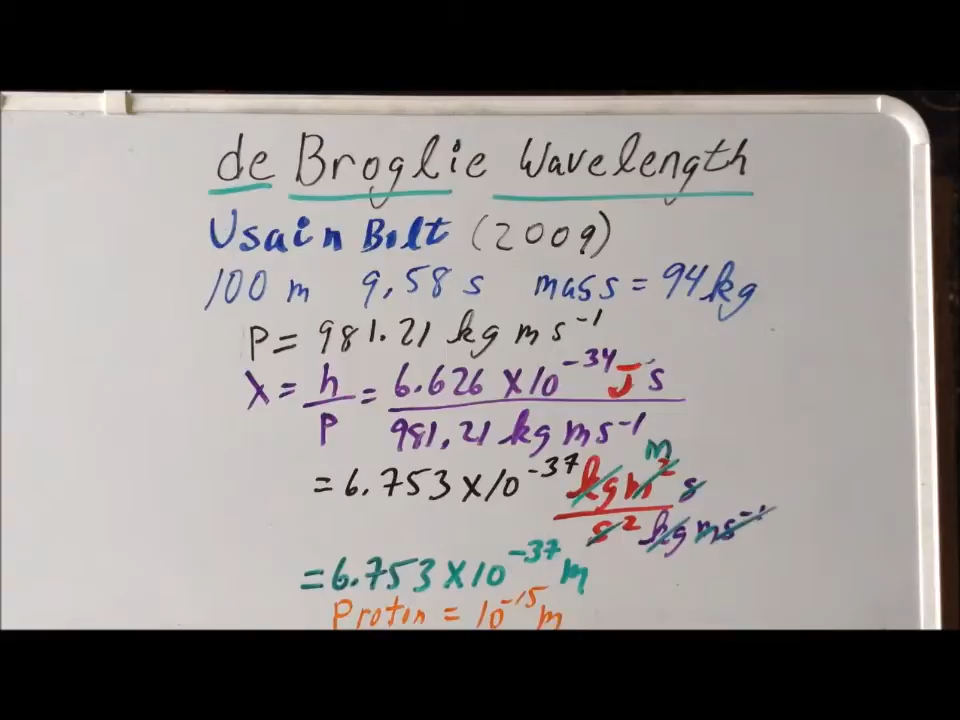 de Broglie Wavelength
Usain Bolt (2009)
100 m 9.58 s mass = 94 kg
P = 981.21 kg m s⁻¹
λ = h/P = 6.626 X 10⁻³⁴ J s / 981.21 kg m s⁻¹
= 6.753 X 10⁻³⁷ kg m² s / s² kg m s⁻¹ m
= 6.753 X 10⁻³⁷ m
Proton = 10⁻¹⁵ m